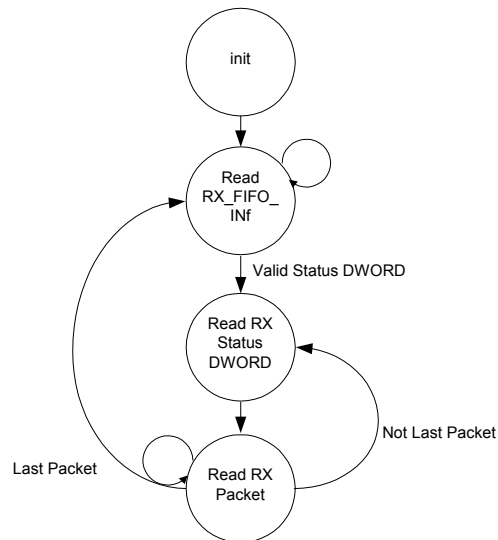 init
Read
RX_FIFO_
INf
Valid Status DWORD
Read RX
Status
DWORD
Not Last Packet
Last Packet
Read RX
Packet